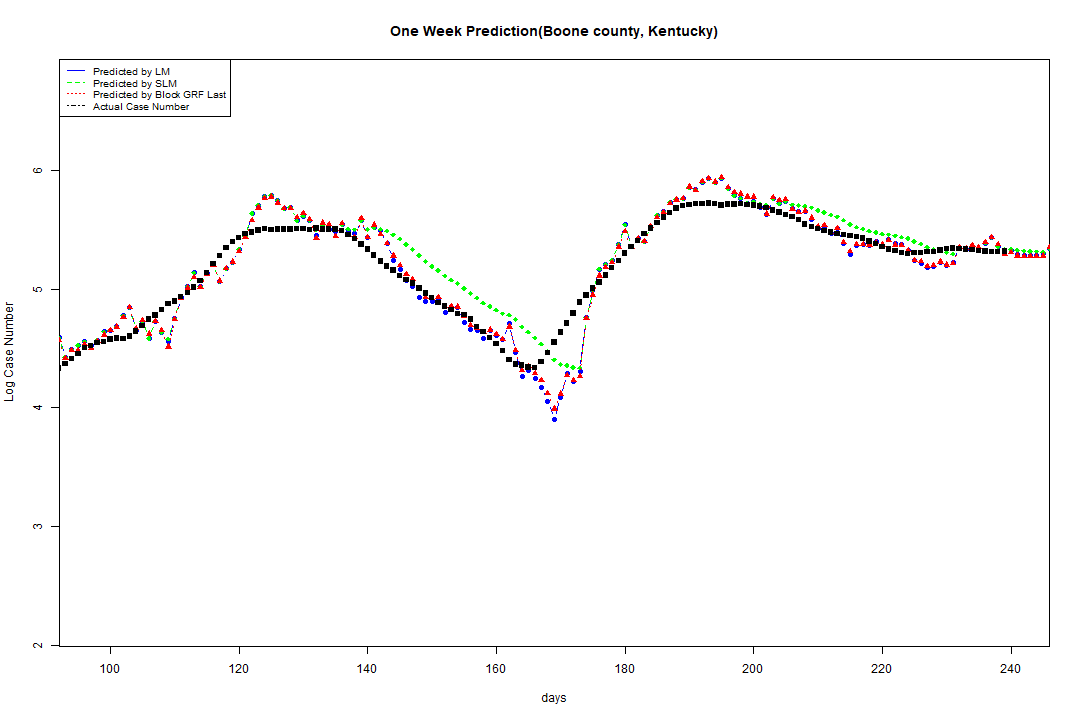 One Week Prediction(Boone county, Kentucky)
Predicted by LM
Predicted by SLM
Predicted by Block GRF Last
Actual Case Number
6
5
4
3
2
Log Case Number
100 120 140 160 180 200 220 240
days